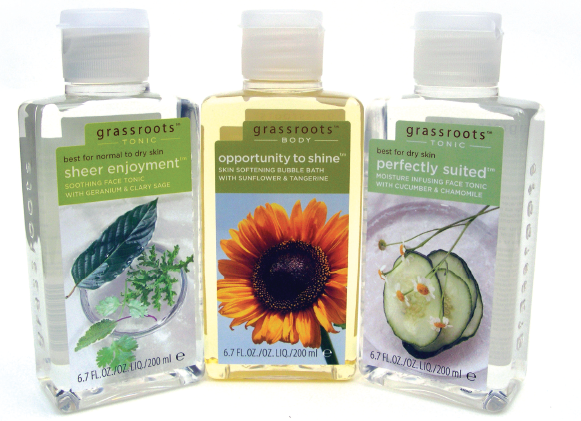 grassroots™
TONIC
best for normal to dry skin
sheer enjoyment™
SOOTHING FACE TONIC
WITH GERANIUM & CLARY SAGE
6.7 FL.OZ./OZ. LIQ./200 ml e
grassroots™
BODY
opportunity to shine™
SKIN SOFTENING BUBBLE BATH
WITH SUNFLOWER & TANGERINE
6.7 FL.OZ./OZ. LIQ./200 ml e
grassroots™
TONIC
best for dry skin
perfectly suited™
MOISTURE INFUSING FACE TONIC
WITH CUCUMBER & CHAMOMILE
6.7 FL.OZ./OZ. LIQ./200 ml e